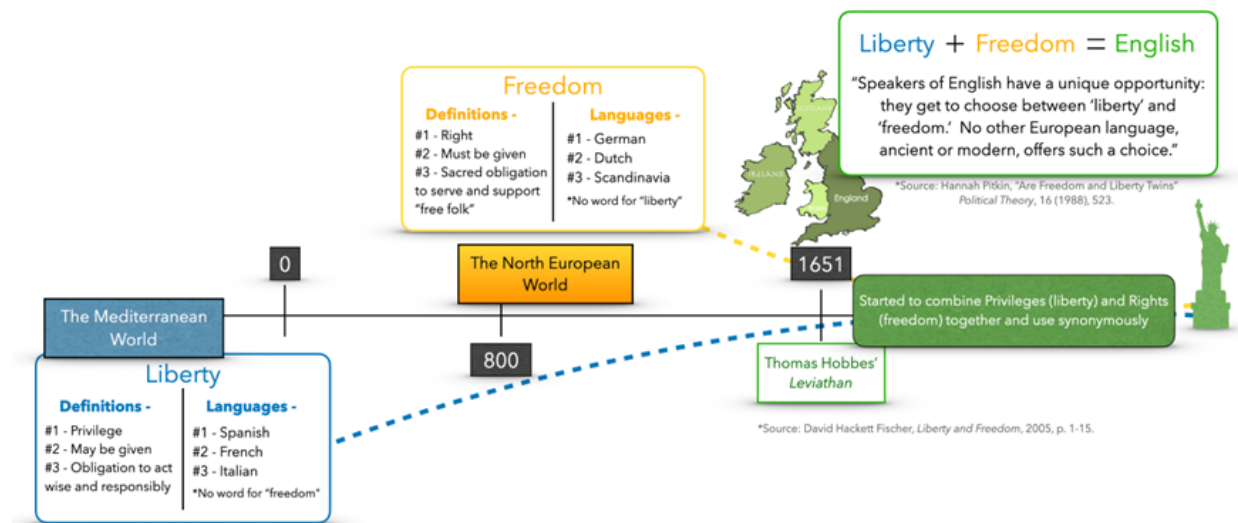 Liberty + Freedom = English
"Speakers of English have a unique opportunity:
they get to choose between 'liberty' and
'freedom.' No other European language,
ancient or modern, offers such a choice."
*Source: Hannah Pitkin, "Are Freedom and Liberty Twins"
Political Theory, 16 (1988), 523.
Freedom
Definitions -
#1 - Right
#2 - Must be given
#3 - Sacred obligation
to serve and support
"free folk"
Languages -
#1 - German
#2 - Dutch
#3 - Scandinavia
*No word for "liberty"
IRELAND
England
0
The North European
World
1651
The Mediterranean
World
800
Started to combine Privileges (liberty) and Rights
(freedom) together and use synonymously
Thomas Hobbes'
Leviathan
Liberty
Definitions -
#1 - Privilege
#2 - May be given
#3 - Obligation to act
wise and responsibly
Languages -
#1 - Spanish
#2 - French
#3 - Italian
*No word for "freedom"
*Source: David Hackett Fischer, Liberty and Freedom, 2005, p. 1-15.